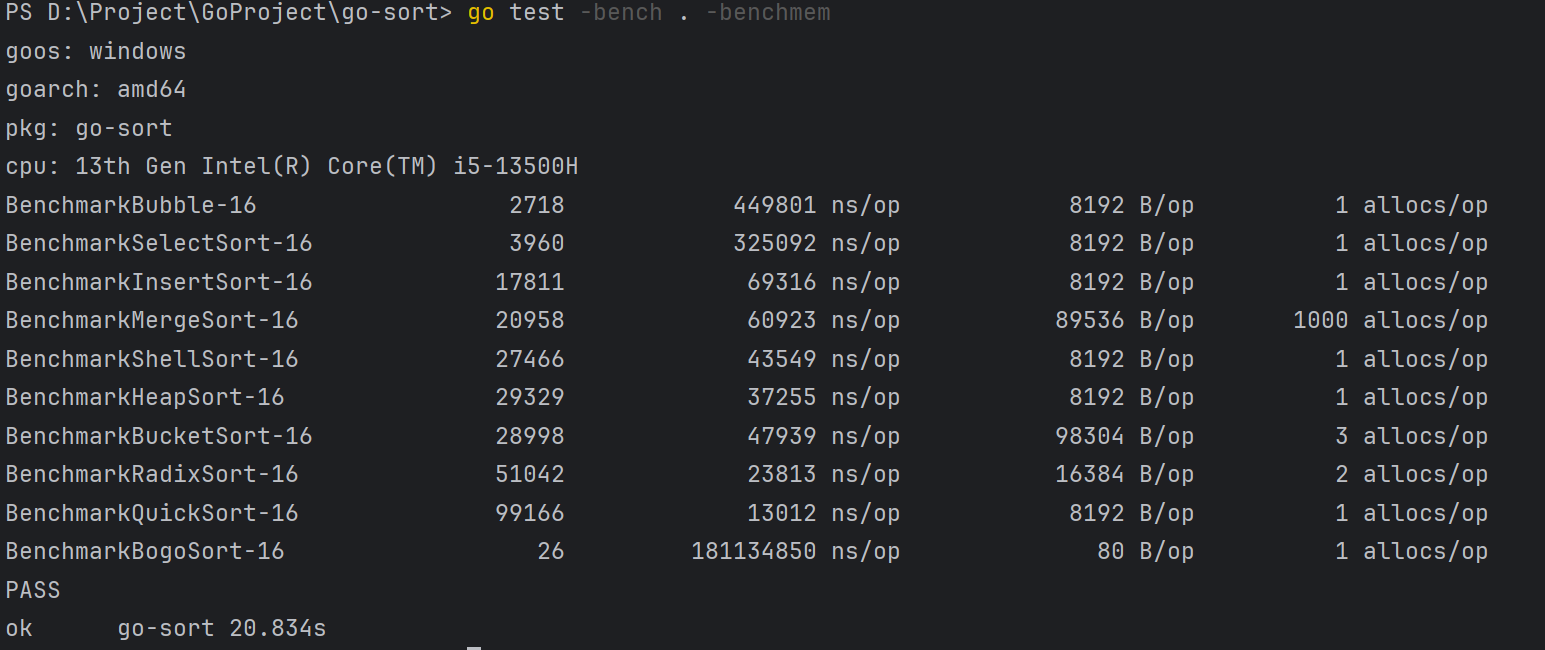 PS D:\Project\GoProject\go-sort> go test -bench . -benchmem
goos: windows
goarch: amd64
pkg: go-sort
cpu: 13th Gen Intel(R) Core(TM) i5-13500H
BenchmarkBubble-16 2718 449801 ns/op 8192 B/op 1 allocs/op
BenchmarkSelectSort-16 3960 325092 ns/op 8192 B/op 1 allocs/op
BenchmarkInsertSort-16 17811 69316 ns/op 8192 B/op 1 allocs/op
BenchmarkMergeSort-16 20958 60923 ns/op 89536 B/op 1000 allocs/op
BenchmarkShellSort-16 27466 43549 ns/op 8192 B/op 1 allocs/op
BenchmarkHeapSort-16 29329 37255 ns/op 8192 B/op 1 allocs/op
BenchmarkBucketSort-16 28998 47939 ns/op 98304 B/op 3 allocs/op
BenchmarkRadixSort-16 51042 23813 ns/op 16384 B/op 2 allocs/op
BenchmarkQuickSort-16 99166 13012 ns/op 8192 B/op 1 allocs/op
BenchmarkBogoSort-16 26 181134850 ns/op 80 B/op 1 allocs/op
PASS
ok go-sort 20.834s